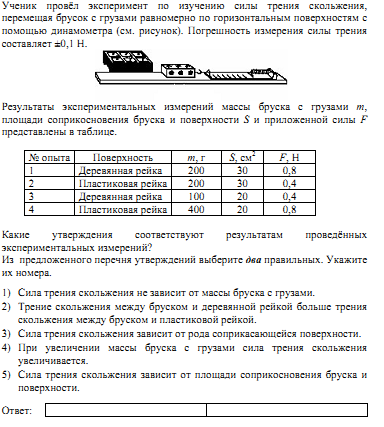 Ученик провёл эксперимент по изучению силы трения скольжения,
перемещая брусок с грузами равномерно по горизонтальным поверхностям с
помощью динамометра (см. рисунок). Погрешность измерения силы трения
составляет ±0,1 Н.
Результаты экспериментальных измерений массы бруска с грузами m,
площади соприкосновения бруска и поверхности S и приложенной силы F
представлены в таблице.
№ опыта Поверхность m, г S, см² F, Н
1 Деревянная рейка 200 30 0,8
2 Пластиковая рейка 200 30 0,4
3 Деревянная рейка 100 20 0,4
4 Пластиковая рейка 400 20 0,8
Какие утверждения соответствуют результатам проведённых
экспериментальных измерений?
Из предложенного перечня утверждений выберите два правильных. Укажите
их номера.
1) Сила трения скольжения не зависит от массы бруска с грузами.
2) Трение скольжения между бруском и деревянной рейкой больше трения
скольжения между бруском и пластиковой рейкой.
3) Сила трения скольжения зависит от рода соприкасающейся поверхности.
4) При увеличении массы бруска с грузами сила трения скольжения
увеличивается.
5) Сила трения скольжения зависит от площади соприкосновения бруска и
поверхности.
Ответ: